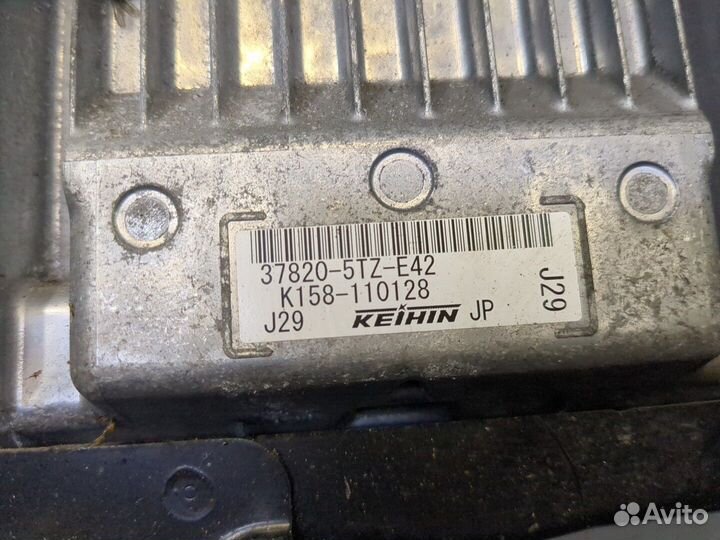 37820-5TZ-E42
K158-110128
J29 KEIHIN JP
J29
Avito